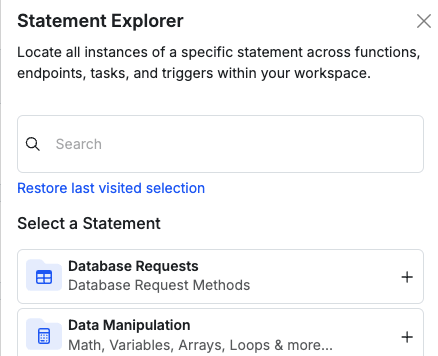 Statement Explorer
Locate all instances of a specific statement across functions,
endpoints, tasks, and triggers within your workspace.
Search
Restore last visited selection
Select a Statement
Database Requests
Database Request Methods
Data Manipulation
Math, Variables, Arrays, Loops & more...